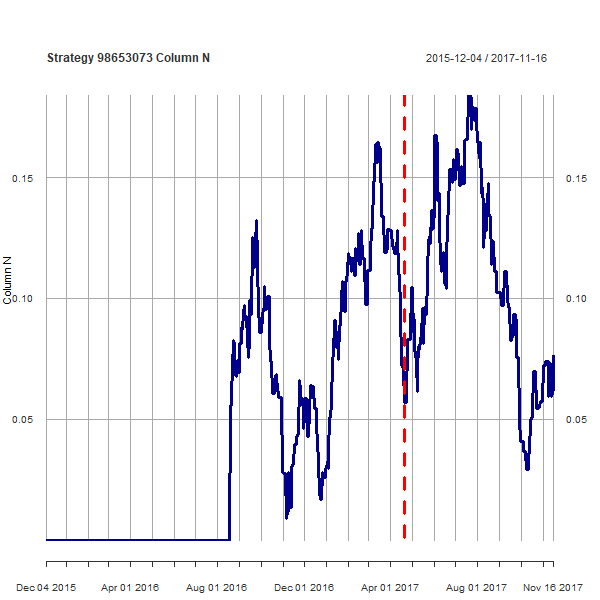 Strategy 98653073 Column N
2015-12-04 / 2017-11-16
0.15
0.15
Column N
0.10
0.10
0.05
0.05
Dec 04 2015
Apr 01 2016
Aug 01 2016
Dec 01 2016
Apr 01 2017
Aug 01 2017
Nov 16 2017